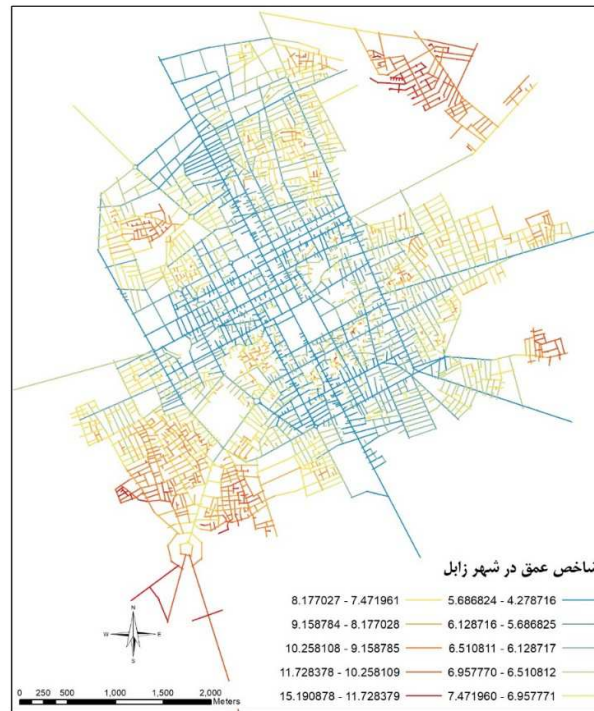 شاخص عمق در شهر زابل
5.686824 - 4.278716
6.128716 - 5.686825
6.510811 - 6.128717
6.957770 - 6.510812
7.471960 - 6.957771
8.177027 - 7.471961
9.158784 - 8.177028
10.258108 - 9.158785
11.728378 - 10.258109
15.190878 - 11.728379
N
W E
S
0 250 500 1,000 1,500 2,000
Meters